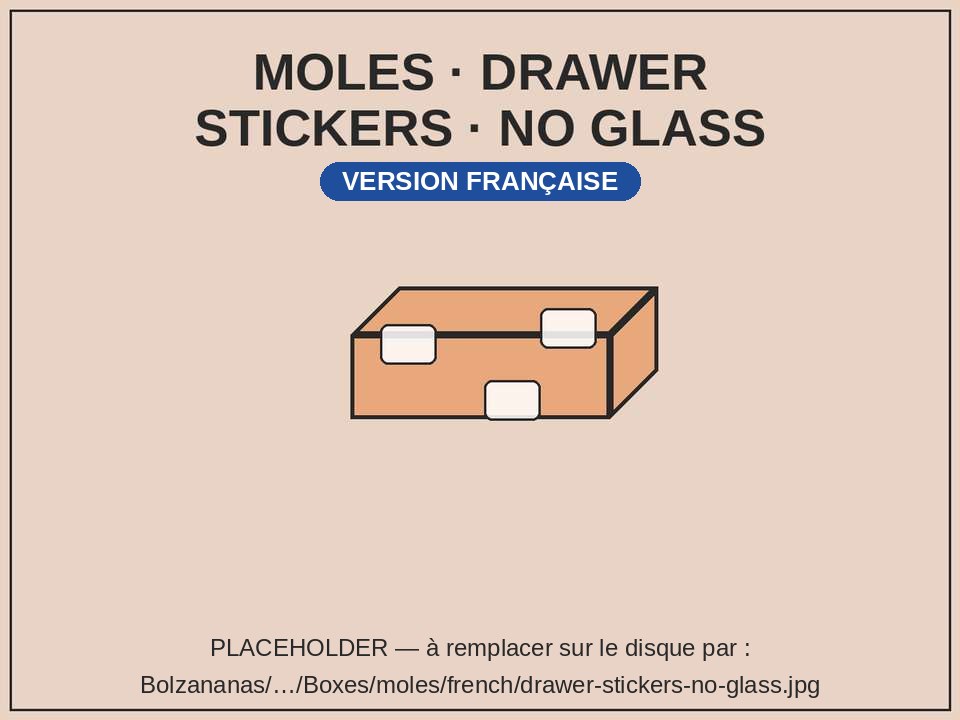 MOLES · DRAWER
STICKERS · NO GLASS
VERSION FRANÇAISE
PLACEHOLDER — à remplacer sur le disque par :
Bolzananas/…/Boxes/moles/french/drawer-stickers-no-glass.jpg